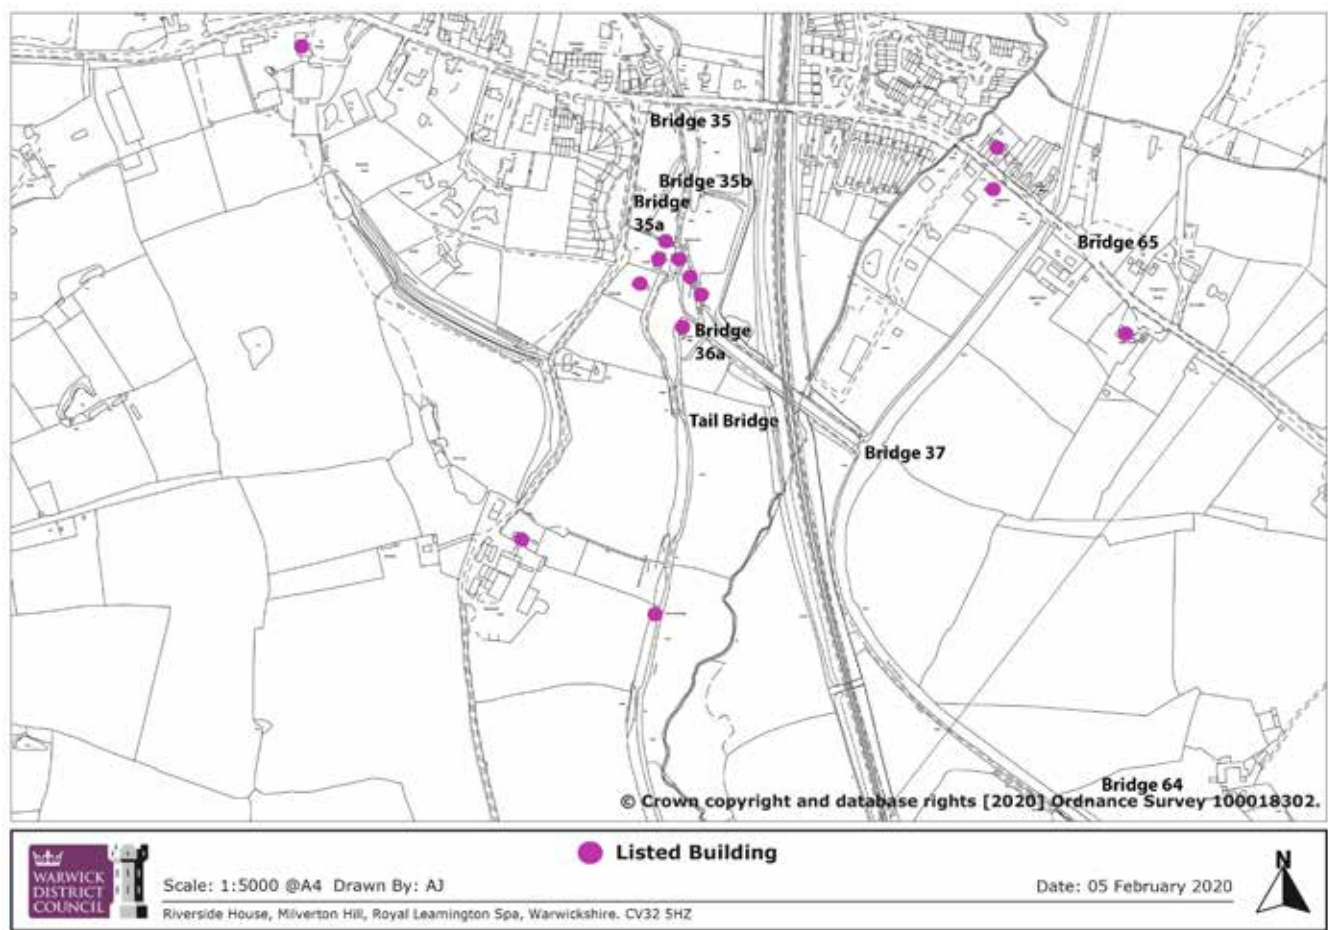 Bridge 35
Bridge 35b
Bridge
35a
Bridge 65
Bridge
36a
Tail Bridge
Bridge 37
Bridge 64
© Crown copyright and database rights [2020] Ordnance Survey 100018302.
Listed Building
N
WARWICK
DISTRICT
COUNCIL
Scale: 1:5000 @A4 Drawn By: AJ
Date: 05 February 2020
Riverside House, Milverton Hill, Royal Leamington Spa, Warwickshire. CV32 5HZ